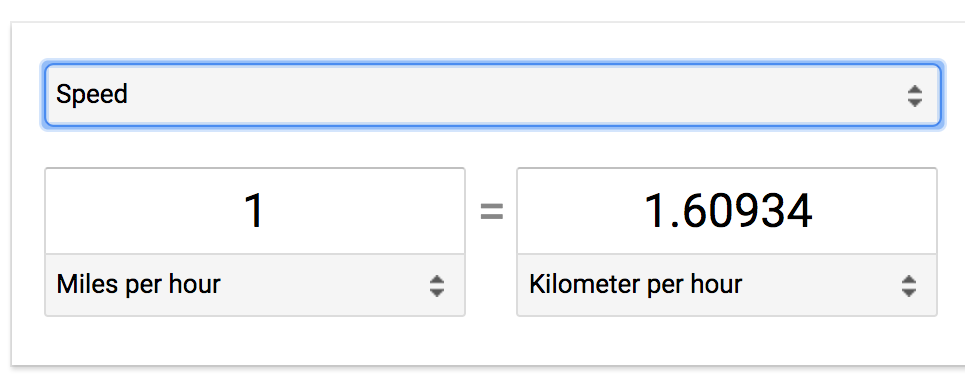 Speed
1 = 1.60934
Miles per hour Kilometer per hour